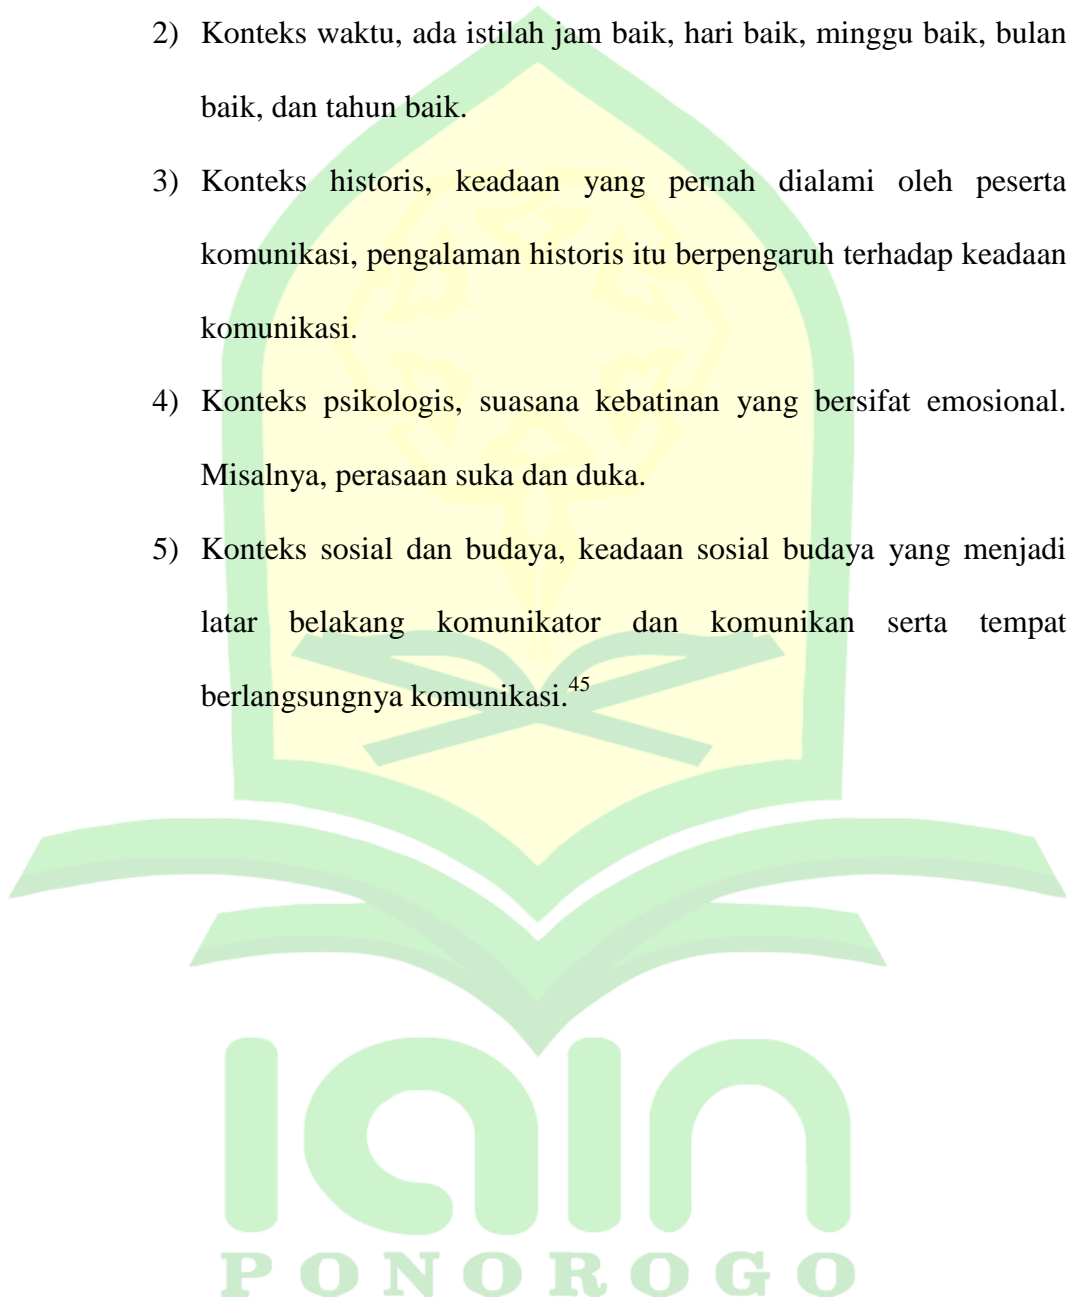 2) Konteks waktu, ada istilah jam baik, hari baik, minggu baik, bulan
baik, dan tahun baik.
3) Konteks historis, keadaan yang pernah dialami oleh peserta
komunikasi, pengalaman historis itu berpengaruh terhadap keadaan
komunikasi.
4) Konteks psikologis, suasana kebatinan yang bersifat emosional.
Misalnya, perasaan suka dan duka.
5) Konteks sosial dan budaya, keadaan sosial budaya yang menjadi
latar belakang komunikator dan komunikan serta tempat
berlangsungnya komunikasi.45
iain
PONOROGO